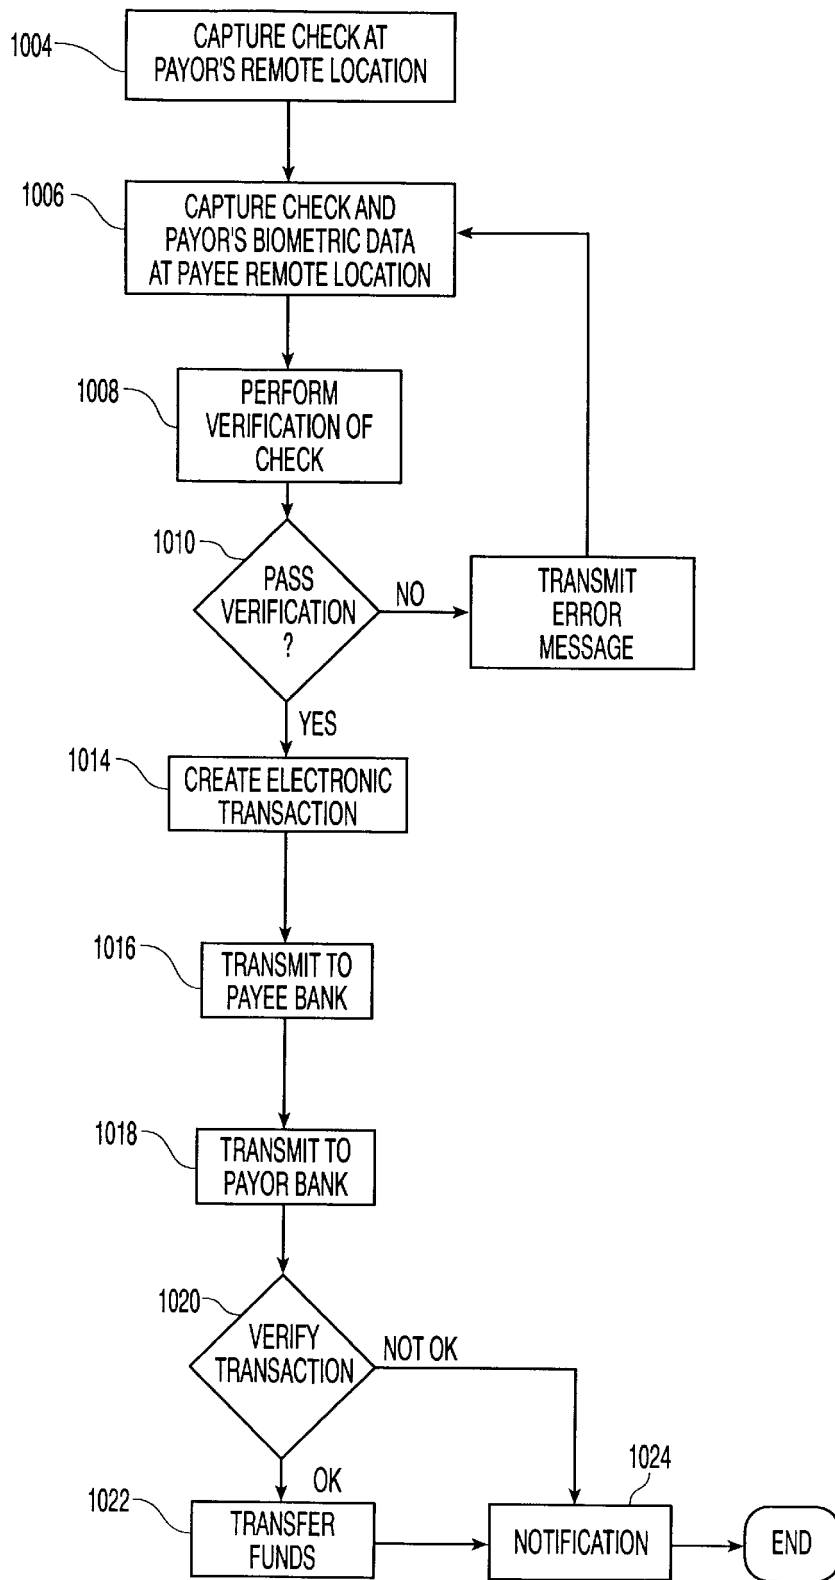 1004
CAPTURE CHECK AT
PAYOR'S REMOTE LOCATION
1006
CAPTURE CHECK AND
PAYOR'S BIOMETRIC DATA
AT PAYEE REMOTE LOCATION
1008
PERFORM
VERIFICATION OF
CHECK
1010
PASS
VERIFICATION
?
NO
TRANSMIT
ERROR
MESSAGE
YES
1014
CREATE ELECTRONIC
TRANSACTION
1016
TRANSMIT TO
PAYEE BANK
1018
TRANSMIT TO
PAYOR BANK
1020
VERIFY
TRANSACTION
NOT OK
OK
1022
TRANSFER
FUNDS
1024
NOTIFICATION
END